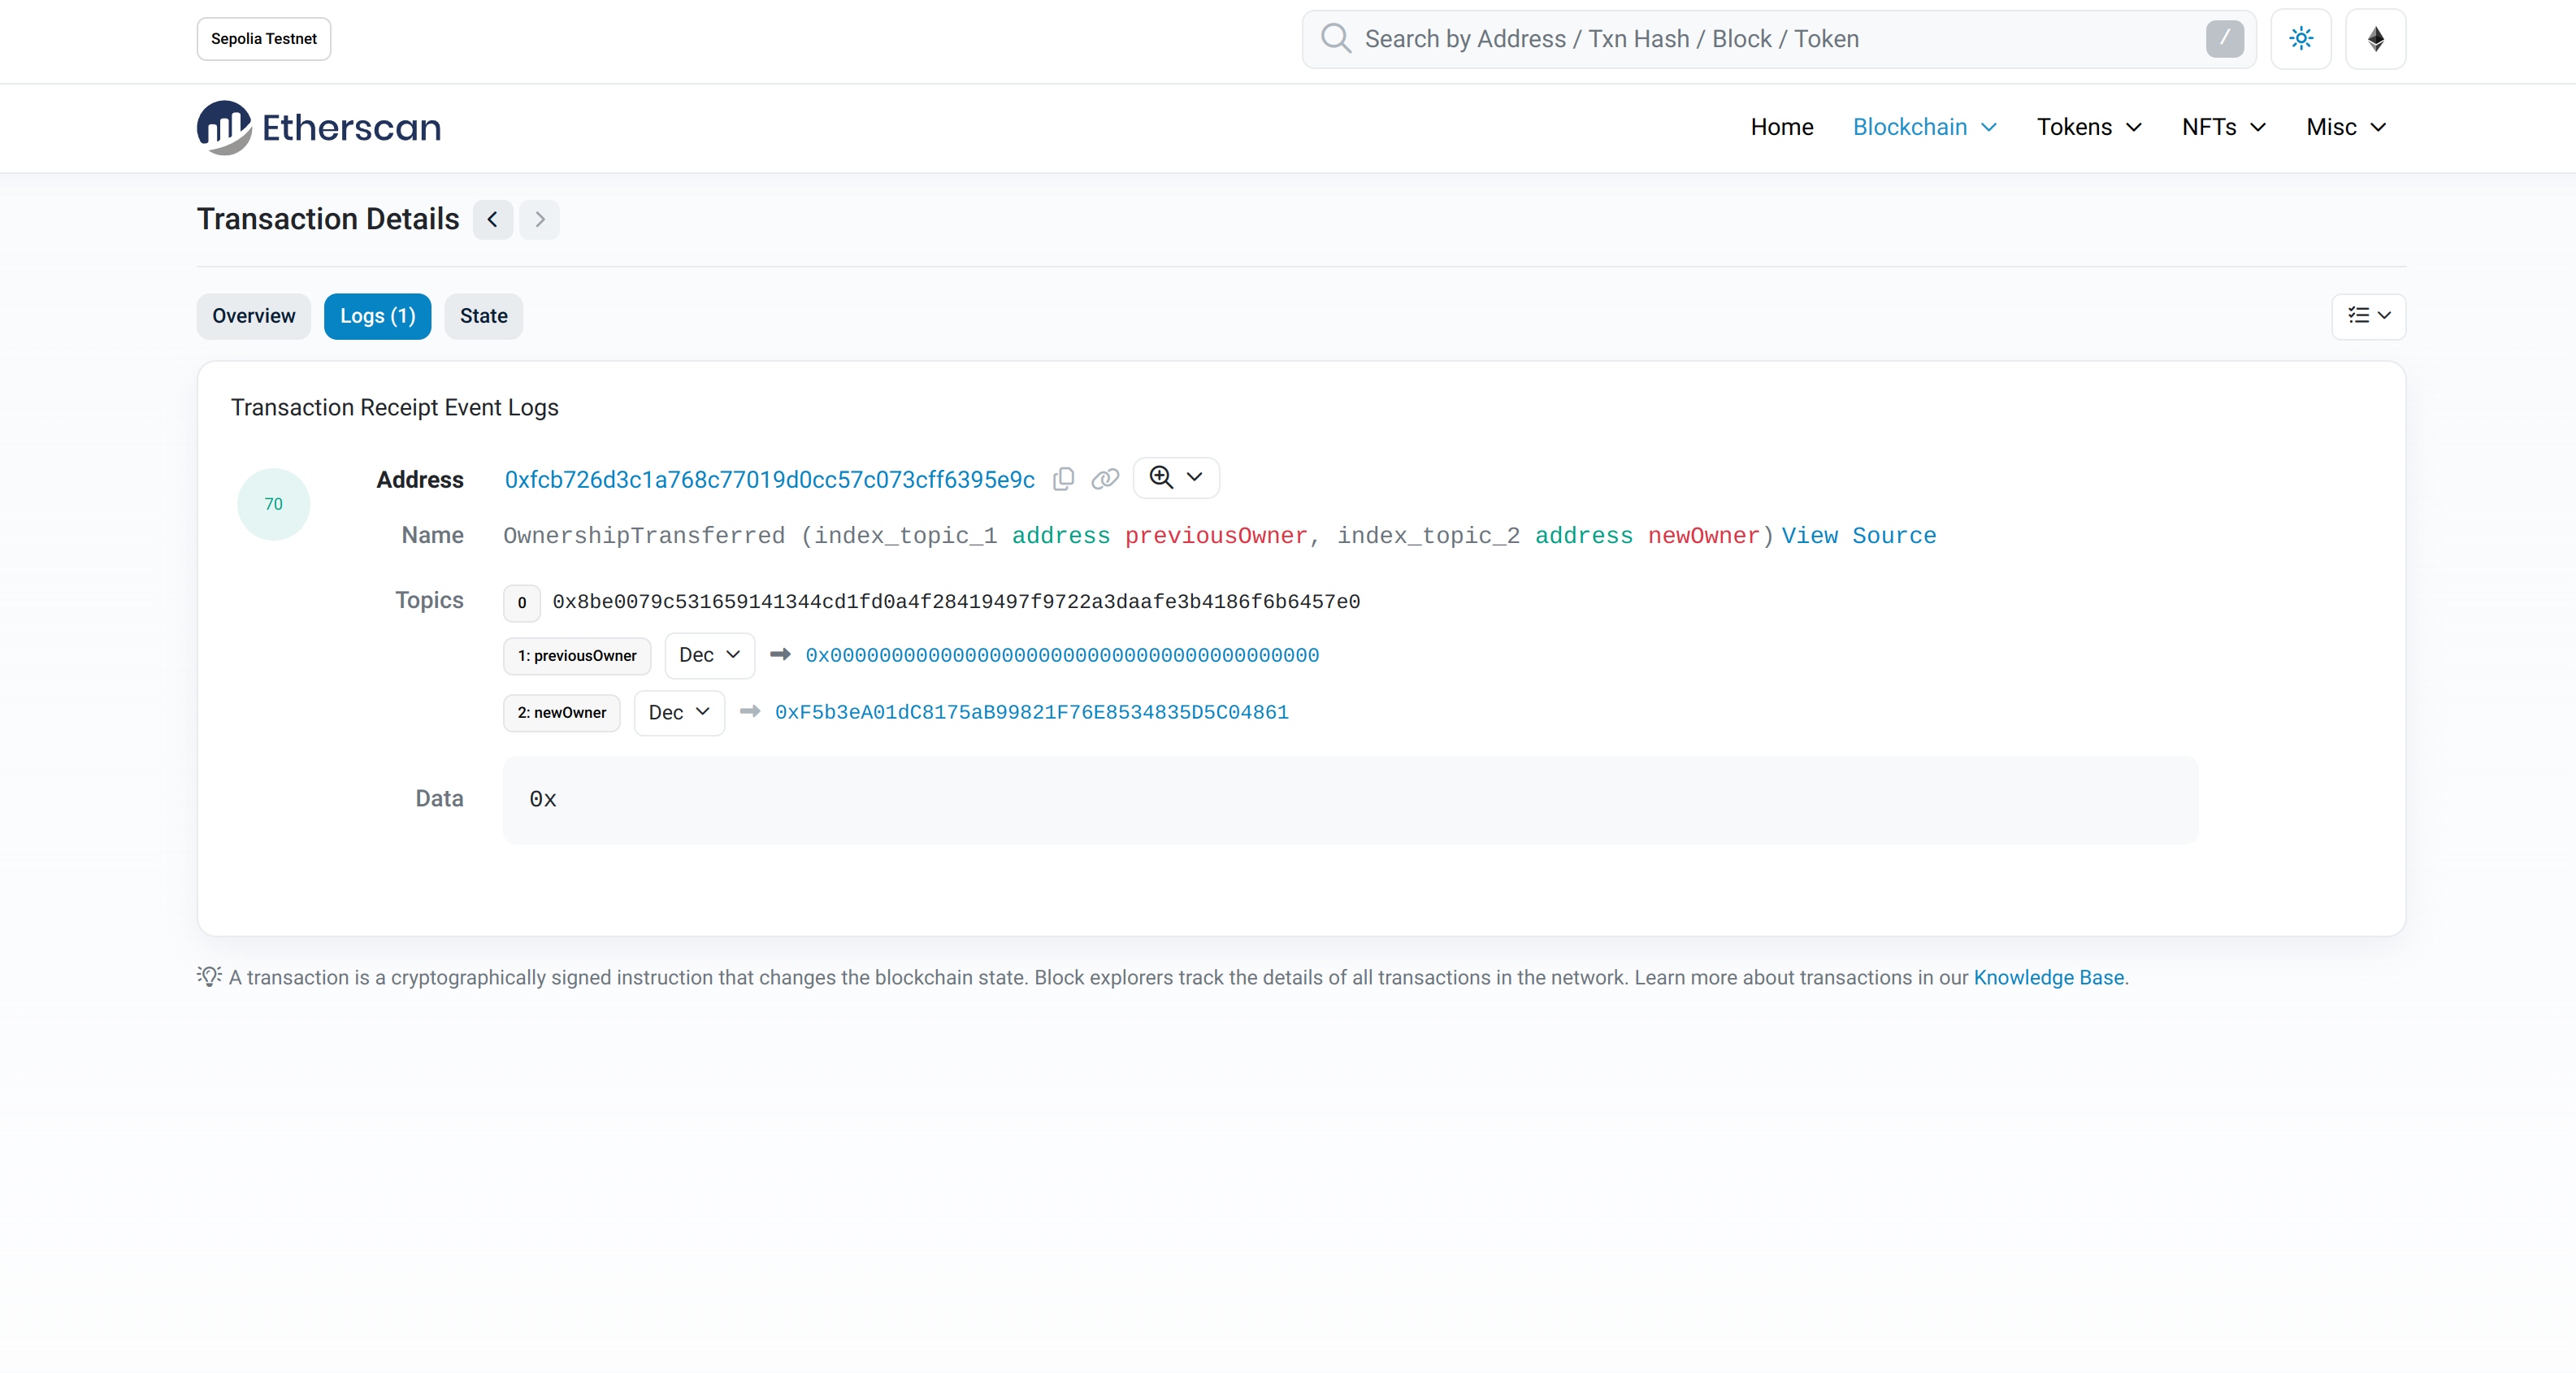 Sepolia Testnet
Search by Address / Txn Hash / Block / Token
/
Etherscan
Home Blockchain Tokens NFTs Misc
Transaction Details
Overview Logs (1) State
Transaction Receipt Event Logs
70
Address 0xfcb726d3c1a768c77019d0cc57c073cff6395e9c
Name OwnershipTransferred (index_topic_1 address previousOwner, index_topic_2 address newOwner) View Source
Topics 0 0x8be0079c531659141344cd1fd0a4f28419497f9722a3daafe3b4186f6b6457e0
1: previousOwner Dec 0x0000000000000000000000000000000000000000
2: newOwner Dec 0xF5b3eA01dC8175aB99821F76E8534835D5C04861
Data 0x
A transaction is a cryptographically signed instruction that changes the blockchain state. Block explorers track the details of all transactions in the network. Learn more about transactions in our Knowledge Base.